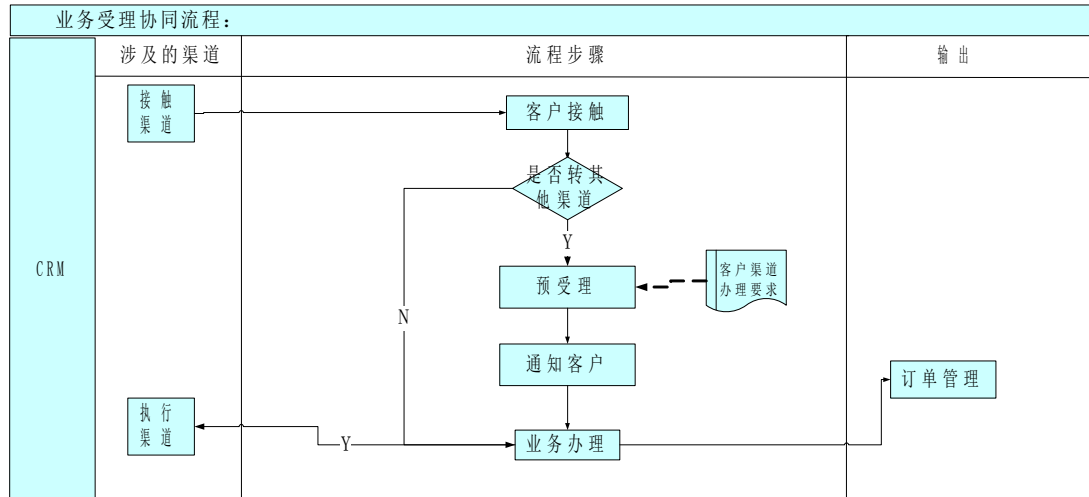 业务受理协同流程：
涉及的渠道
流程步骤
输出
CRM
接触
渠道
客户接触
是否转其
他渠道
Y
预受理
客户渠道
办理要求
N
通知客户
订单管理
执行
渠道
Y
业务办理